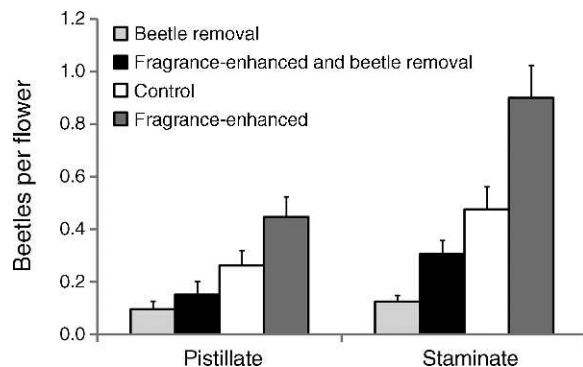 1.2
1.0
0.8
0.6
0.4
0.2
0.0
Beetles per flower
Beetle removal
Fragrance-enhanced and beetle removal
Control
Fragrance-enhanced
Pistillate
Staminate